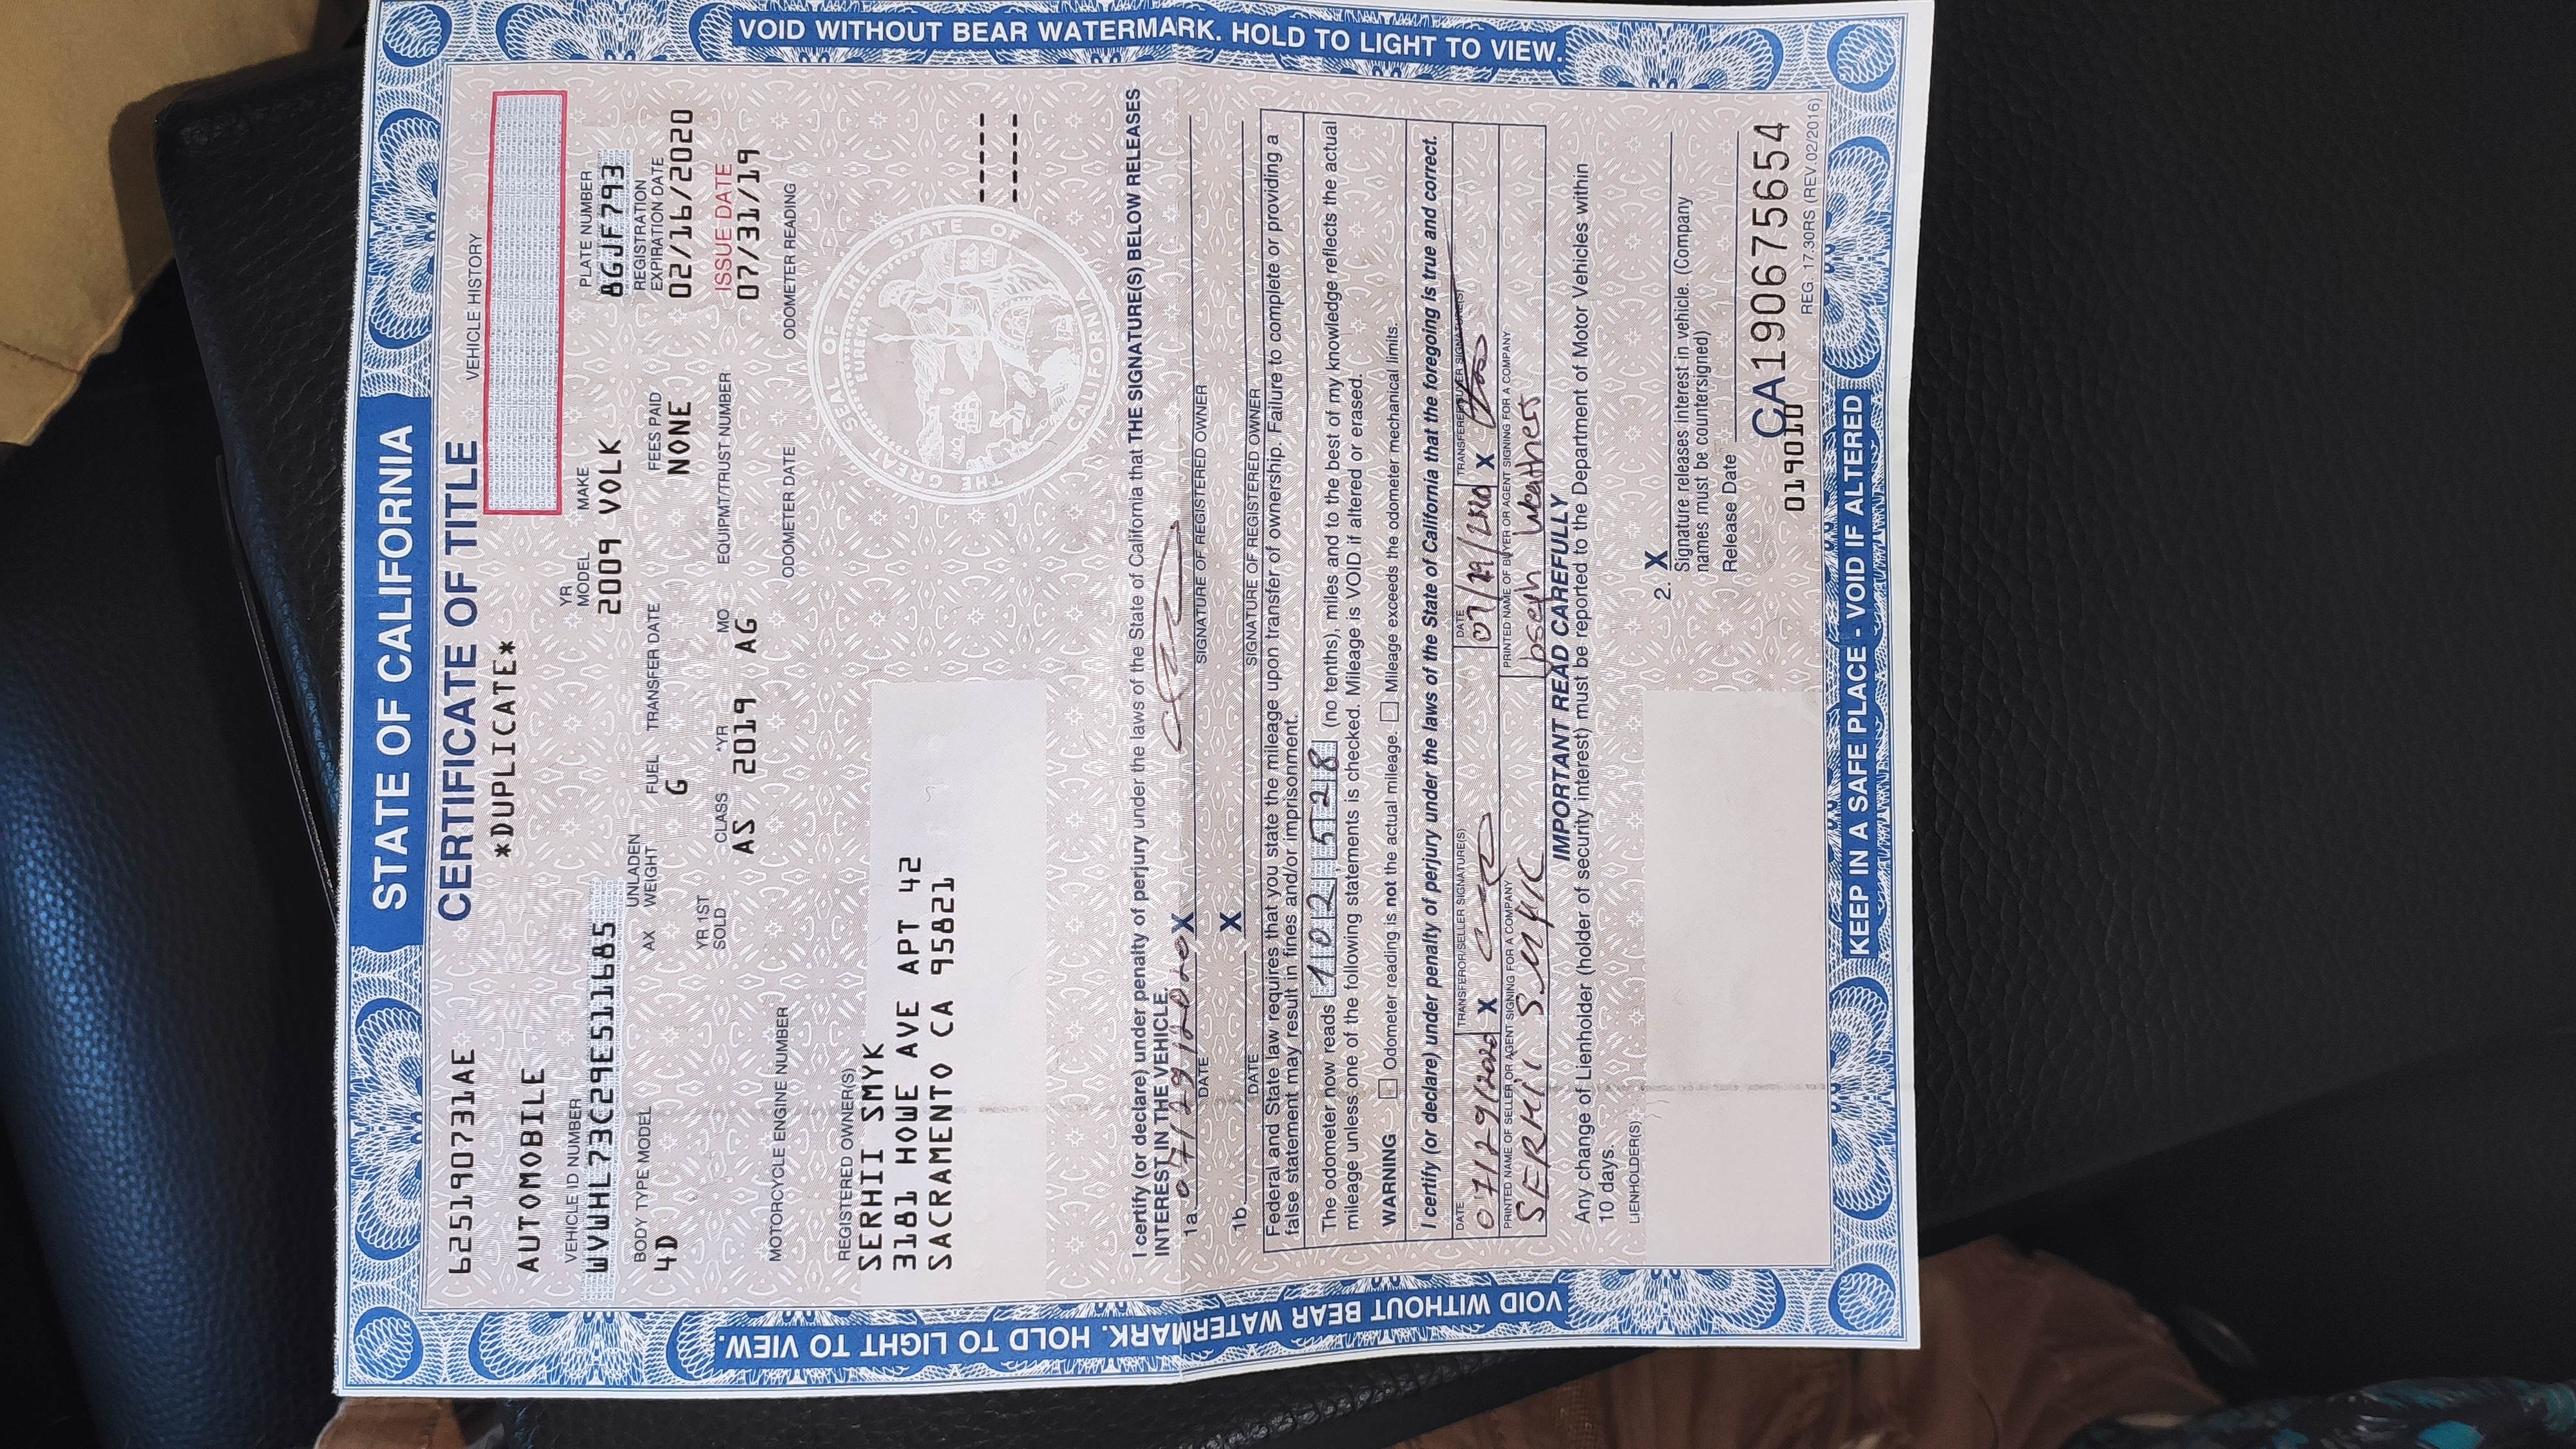 STATE OF CALIFORNIA
CERTIFICATE OF TITLE
*DUPLICATE*
VEHICLE HISTORY
625190731AE
AUTOMOBILE
VEHICLE ID NUMBER
YR MODEL
MAKE
PLATE NUMBER
WVWHL73C29E511685
2009 VOLK
6GJF793
BODY TYPE MODEL
AX
UNLADEN WEIGHT
FUEL
TRANSFER DATE
FEES PAID
REGISTRATION EXPIRATION DATE
4D
G
NONE
02/16/2020
YR 1ST SOLD
CLASS
*YR
MO
EQUIPMT/TRUST NUMBER
ISSUE DATE
AS 2019 AG
07/31/19
MOTORCYCLE ENGINE NUMBER
ODOMETER DATE
ODOMETER READING
REGISTERED OWNER(S)
SERHII SMYK
3181 HOWE AVE APT 42
SACRAMENTO CA 95821
THE GREAT SEAL OF THE STATE OF CALIFORNIA
EUREKA
I certify (or declare) under penalty of perjury under the laws of the State of California that THE SIGNATURE(S) BELOW RELEASES
INTEREST IN THE VEHICLE.
1a. 07/29/2020 X
DATE
SIGNATURE OF REGISTERED OWNER
1b. X
DATE
SIGNATURE OF REGISTERED OWNER
Federal and State law requires that you state the mileage upon transfer of ownership. Failure to complete or providing a
false statement may result in fines and/or imprisonment.
The odometer now reads 102,528 (no tenths), miles and to the best of my knowledge reflects the actual
mileage unless one of the following statements is checked. Mileage is VOID if altered or erased.
WARNING Odometer reading is not the actual mileage. Mileage exceeds the odometer mechanical limits.
I certify (or declare) under penalty of perjury under the laws of the State of California that the foregoing is true and correct.
DATE TRANSFEROR/SELLER SIGNATURE(S) DATE TRANSFEREE/BUYER SIGNATURE(S)
07/29/2020 X 07/29/2020 X
PRINTED NAME OF SELLER OR AGENT SIGNING FOR A COMPANY PRINTED NAME OF BUYER OR AGENT SIGNING FOR A COMPANY
SERHII SMYK Joseph Weathers
IMPORTANT READ CAREFULLY
Any change of Lienholder (holder of security interest) must be reported to the Department of Motor Vehicles within
10 days.
LIENHOLDER(S)
2. X
Signature releases interest in vehicle. (Company
names must be countersigned)
Release Date
CA190675654
019010
REG. 17.30RS (REV.02/2016)
KEEP IN A SAFE PLACE - VOID IF ALTERED
VOID WITHOUT BEAR WATERMARK. HOLD TO LIGHT TO VIEW.
VOID WITHOUT BEAR WATERMARK. HOLD TO LIGHT TO VIEW.